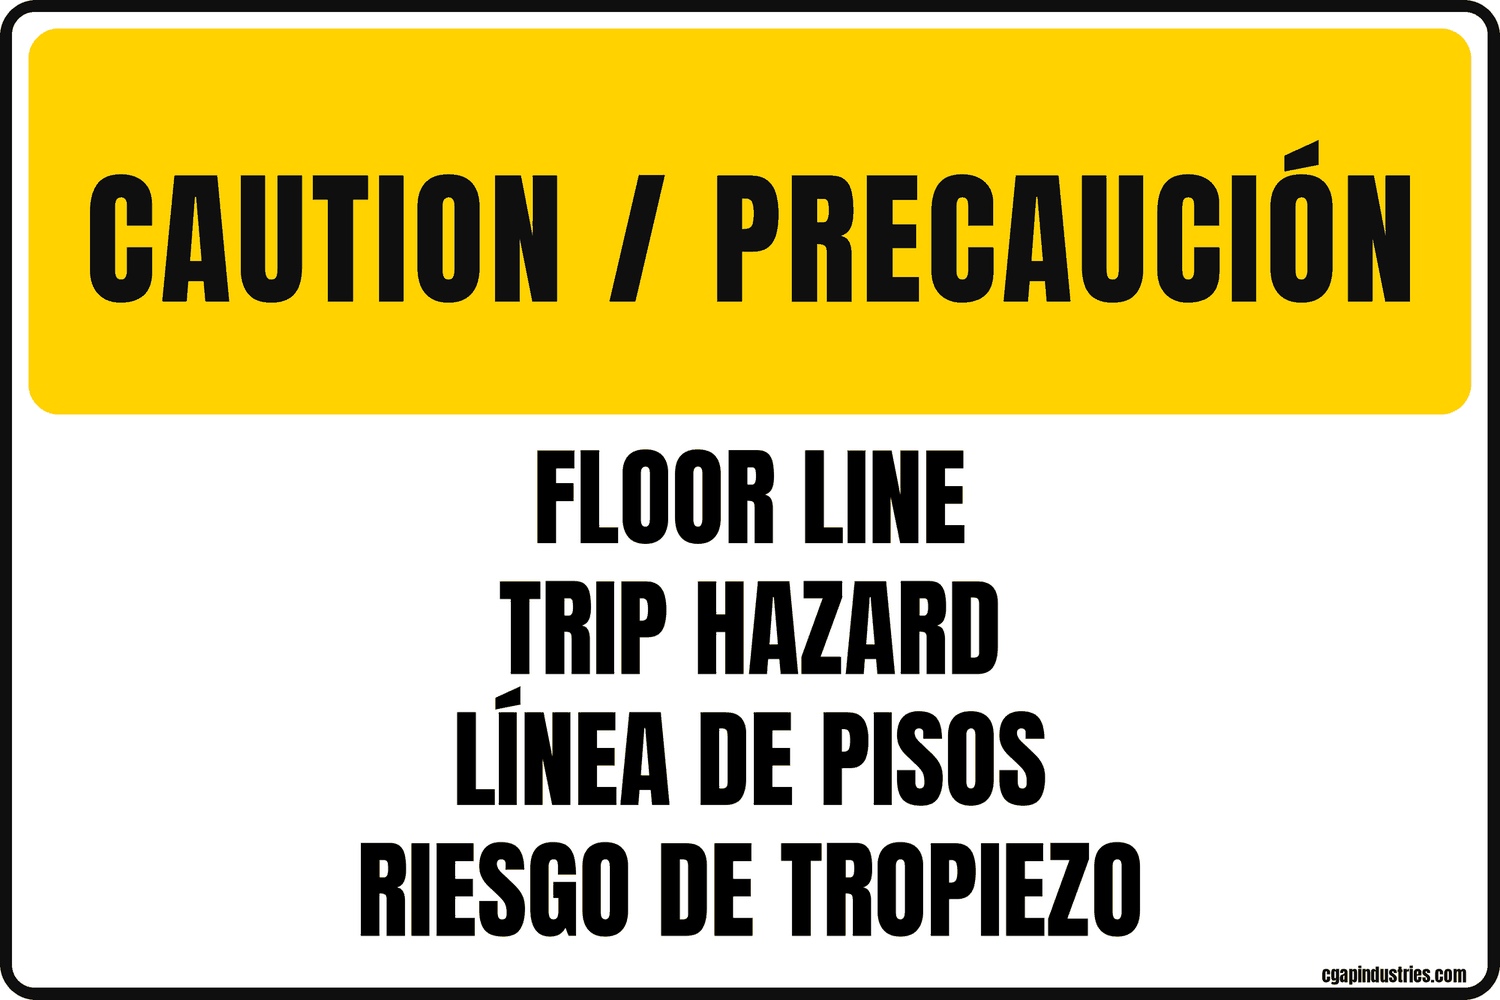 CAUTION / PRECAUCIÓN
FLOOR LINE
TRIP HAZARD
LÍNEA DE PISOS
RIESGO DE TROPIEZO
cgapindustries.com